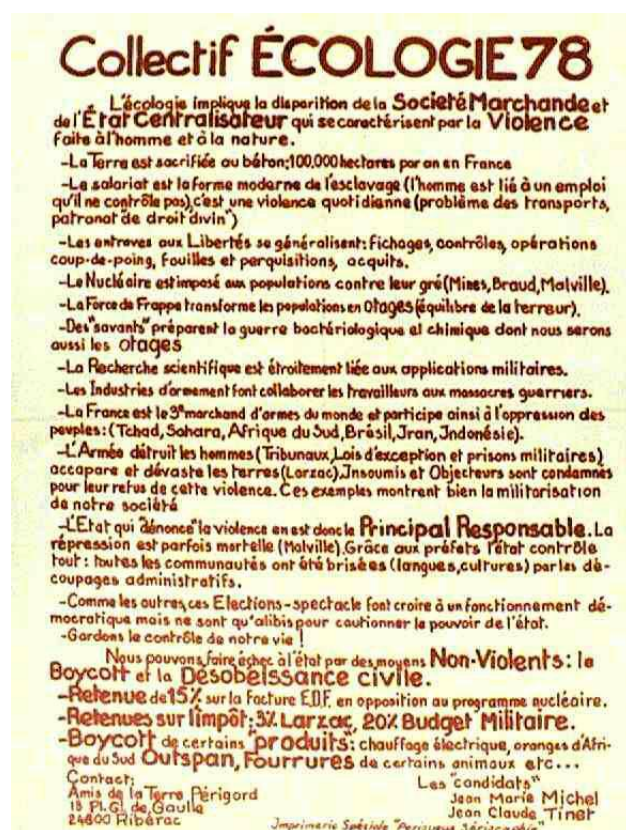 Collectif ÉCOLOGIE 78
L'écologie implique la disparition de la Societé Marchande et
de l'État Centralisateur qui se caractérisent par la Violence
faite à l'homme et à la nature.
-La Terre est sacrifiée au béton;100,000 hectares par an en France
-Le salariat est la forme moderne de l'esclavage (l'homme est lié à un emploi
qu'il ne contrôle pas), c'est une violence quotidienne (problème des transports,
patronat de droit divin")
-Les entraves aux Libertés se généralisent: fichages, contrôles, opérations
coup-de-poing, fouilles et perquisitions, acquits.
-Le Nucléaire est imposé aux populations contre leur gré (Mines, Braud, Malville).
-La Force de Frappe transforme les populations en Otages (équilibre de la terreur).
-Des "savants" préparent la guerre bactériologique et chimique dont nous serons
aussi les otages
-La Recherche scientifique est étroitement liée aux applications militaires.
-Les Industries d'armement font collaborer les travailleurs aux massacres guerriers.
-La France est le 3e marchand d'armes du monde et participe ainsi à l'oppression des
peuples: (Tchad, Sahara, Afrique du Sud, Brésil, Iran, Indonésie).
-L'Armée détruit les hommes (Tribunaux, Lois d'exception et prisons militaires)
accapare et dévaste les terres (Larzac). Insoumis et Objecteurs sont condamnés
pour leur refus de cette violence. Ces exemples montrent bien la militarisation
de notre société
-L'Etat qui "dénonce" la violence en est donc le Principal Responsable. La
répression est parfois mortelle (Malville). Grâce aux préfets l'état contrôle
tout : toutes les communautés ont été brisées (langues, cultures) par les dé-
coupages administratifs.
-Comme les autres, ces Elections-spectacle font croire à un fonctionnement dé-
mocratique mais ne sont qu'alibis pour cautionner le pouvoir de l'état.
-Gardons le contrôle de notre vie !
Nous pouvons faire échec à l'état par des moyens Non-Violents: le
Boycott et la Désobeissance civile.
-Retenue de 15% sur la facture E.D.F. en opposition au programme nucléaire.
-Retenues sur l'impôt: 3% Larzac, 20% Budget Militaire.
-Boycott de certains "produits": chauffage électrique, oranges d'Afri-
que du Sud Outspan, Fourrures de certains animaux etc...
Contact:
Amis de la Terre Périgord
Pl. Gl. de Gaulle
24600 Ribérac
Les "candidats"
Jean Marie Michel
Jean Claude Tinet
Imprimerie Spéciale